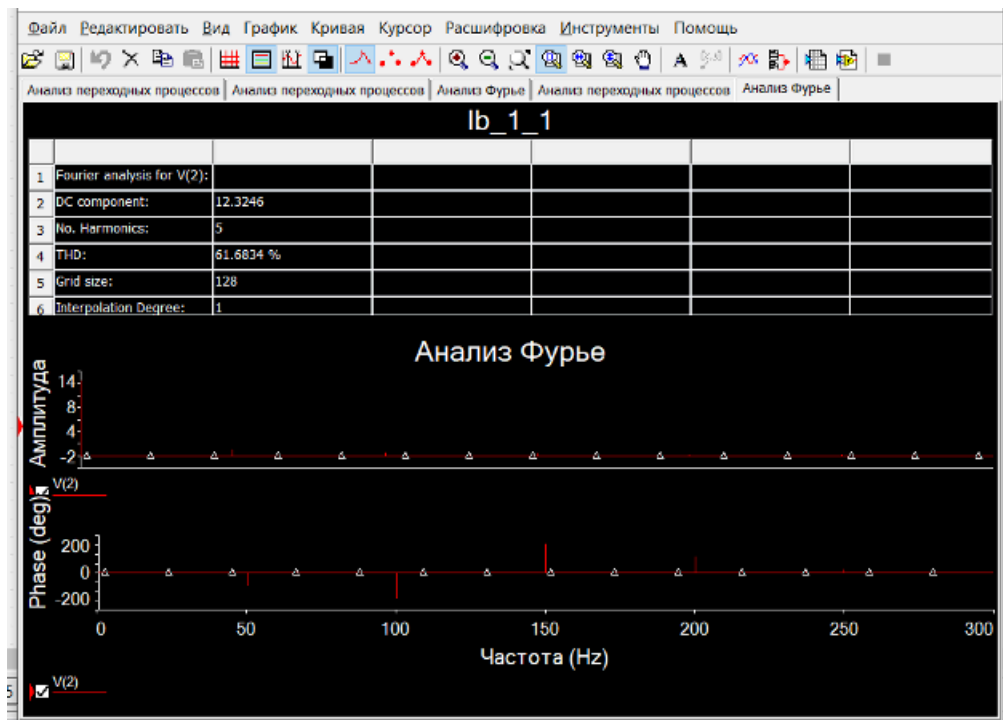 Файл Редактировать Вид График Кривая Курсор Расшифровка Инструменты Помощь
Анализ переходных процессов Анализ переходных процессов Анализ Фурье Анализ переходных процессов Анализ Фурье
lb_1_1
1 Fourier analysis for V(2):
2 DC component: 12.3246
3 No. Harmonics: 5
4 THD: 61.6834 %
5 Grid size: 128
6 Interpolation Degree: 1
Анализ Фурье
Амплитуда
14
8
4
-2
V(2)
Phase (deg)
200
0
-200
0 50 100 150 200 250 300
Частота (Hz)
V(2)
5